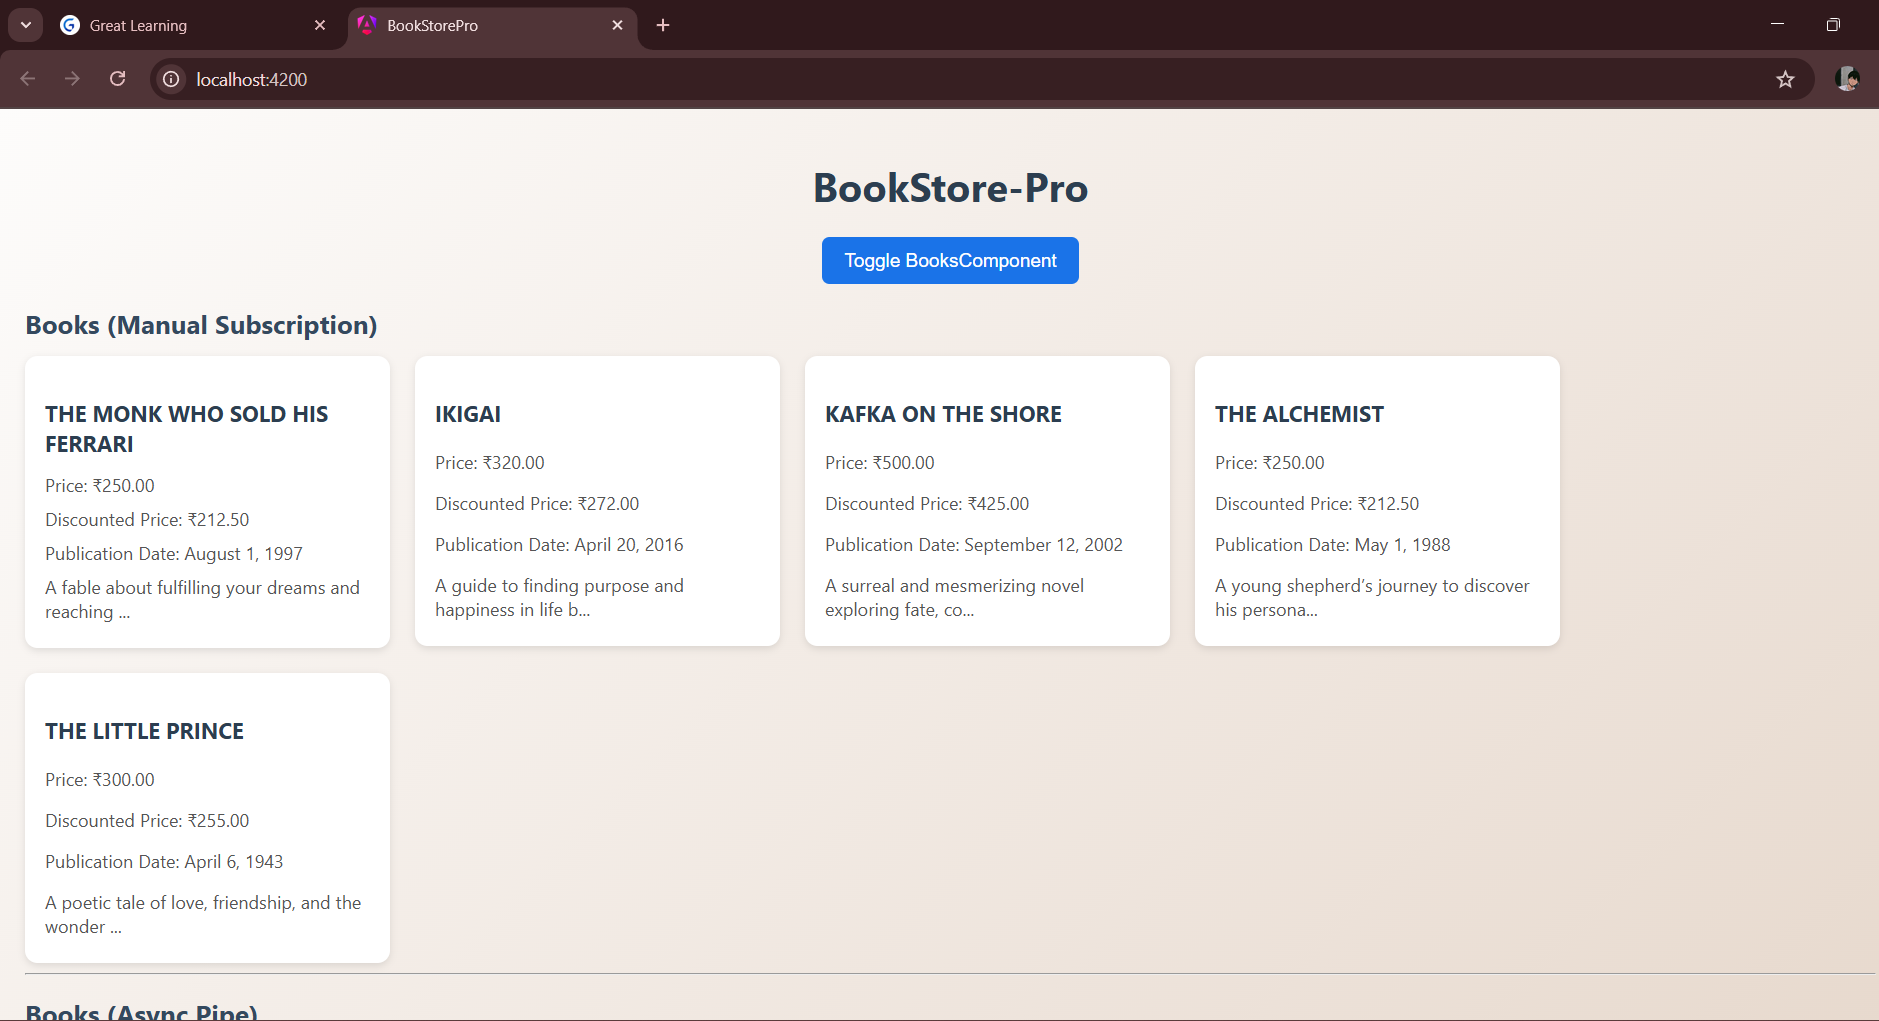 Great Learning
BookStorePro
localhost:4200
BookStore-Pro
Toggle BooksComponent
Books (Manual Subscription)
THE MONK WHO SOLD HIS
FERRARI
Price: ₹250.00
Discounted Price: ₹212.50
Publication Date: August 1, 1997
A fable about fulfilling your dreams and
reaching ...
IKIGAI
Price: ₹320.00
Discounted Price: ₹272.00
Publication Date: April 20, 2016
A guide to finding purpose and
happiness in life b...
KAFKA ON THE SHORE
Price: ₹500.00
Discounted Price: ₹425.00
Publication Date: September 12, 2002
A surreal and mesmerizing novel
exploring fate, co...
THE ALCHEMIST
Price: ₹250.00
Discounted Price: ₹212.50
Publication Date: May 1, 1988
A young shepherd’s journey to discover
his persona...
THE LITTLE PRINCE
Price: ₹300.00
Discounted Price: ₹255.00
Publication Date: April 6, 1943
A poetic tale of love, friendship, and the
wonder ...
Books (Async Pipe)